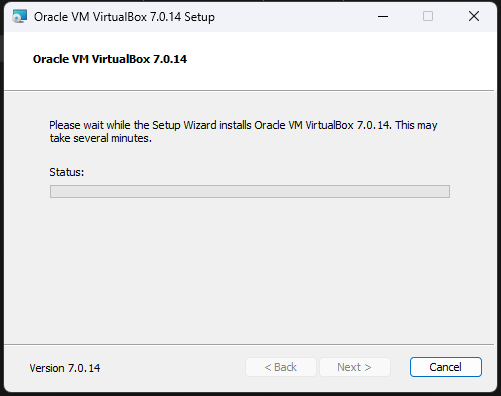 Oracle VM VirtualBox 7.0.14 Setup
Oracle VM VirtualBox 7.0.14
Please wait while the Setup Wizard installs Oracle VM VirtualBox 7.0.14. This may
take several minutes.
Status:
Version 7.0.14
< Back
Next >
Cancel